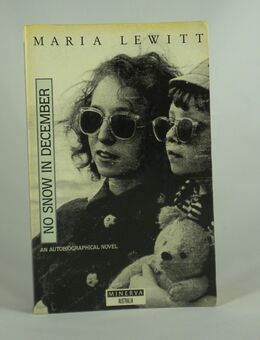 MARIA LEWITT
NO SNOW IN DECEMBER
AN AUTOBIOGRAPHICAL NOVEL
MINERVA
AUSTRALIA